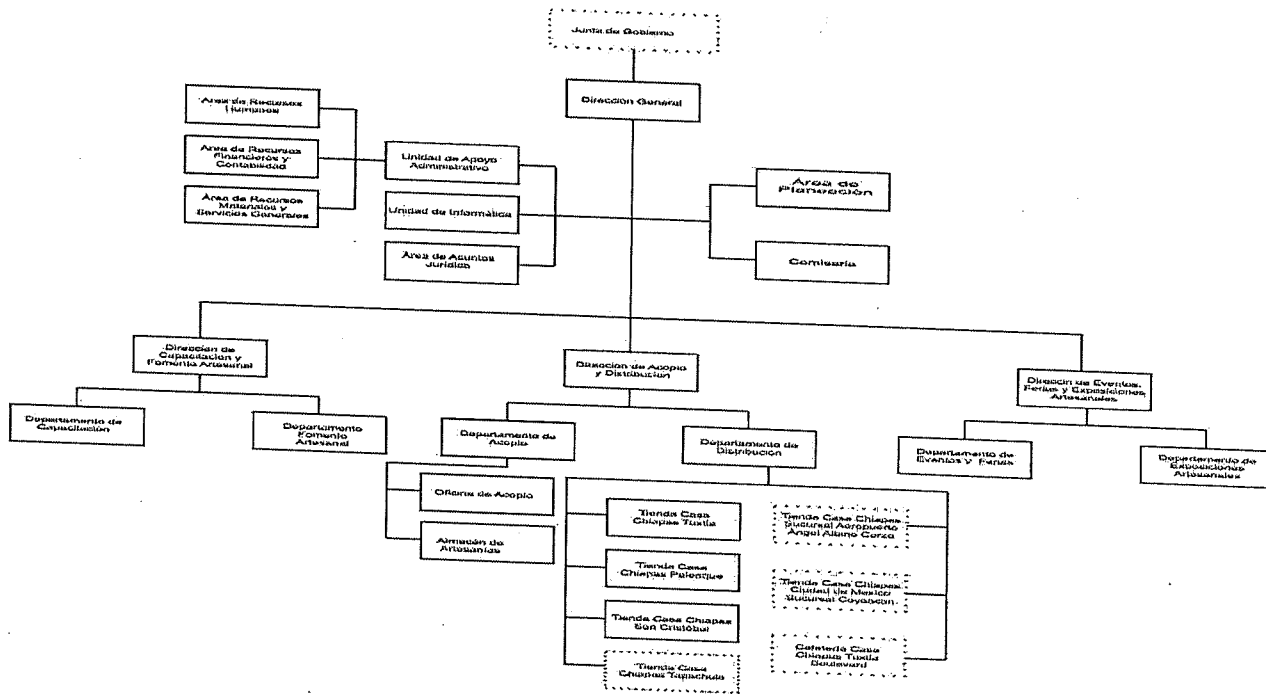 Junta de Gobierno
Dirección General
Area de Recursos
Humanos
Area de Recursos
Financieros y
Contabilidad
Área de Recursos
Materiales y
Servicios Generales
Unidad de Apoyo
Administrativo
Unidad de Informática
Área de Asuntos
Jurídico
Área de
Planeación
Comisaría
Dirección de
Capacitación y
Fomento Artesanal
Dirección de Acopio
y Distribución
Direccín de Eventos,
Ferias y Exposiciones
Artesanales
Departamento de
Capacitación
Departamento
Fomento
Artesanal
Departamento de
Acopio
Departamento de
Distribución
Departamento de
Eventos y Ferias
Departamento de
Exposiciones
Artesanales
Oficina de Acopio
Almacén de
Artesanías
Tienda Casa
Chiapas Tuxtla
Tienda Casa
Chiapas Palenque
Tienda Casa Chiapas
San Cristóbal
Tienda Casa
Chiapas Tapachula
Tienda Casa Chiapas
Sucursal Aeropuerto
Ángel Albino Corzo
Tienda Casa Chiapas
Ciudad de México
Sucursal Coyoacán
Cafetería Casa
Chiapas Tuxtla
Boulevard